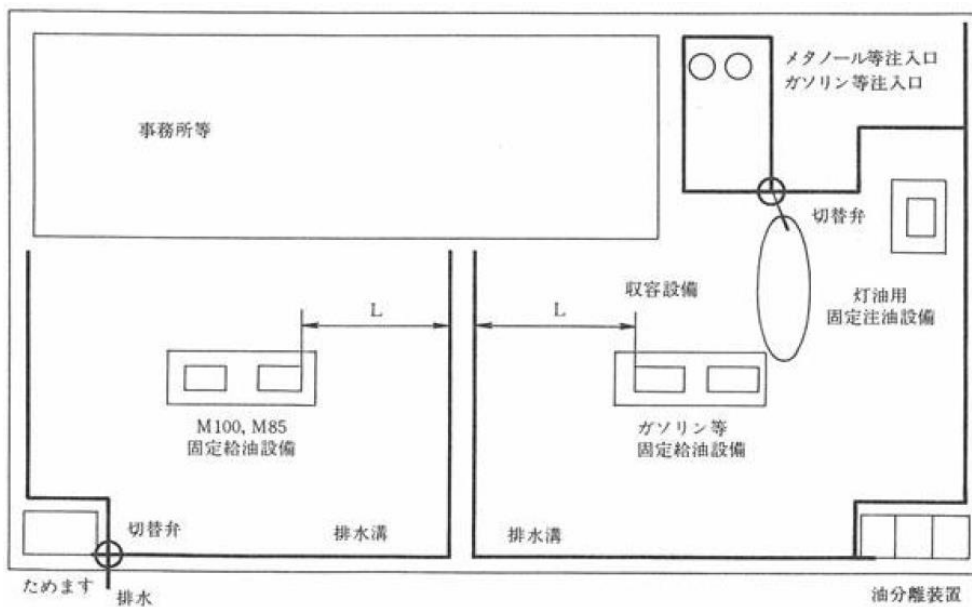 メタノール等注入口
ガソリン等注入口
事務所等
切替弁
収容設備
灯油用
固定注油設備
L
L
M100, M85
固定給油設備
ガソリン等
固定給油設備
切替弁
排水溝
排水溝
ためます
排水
油分離装置